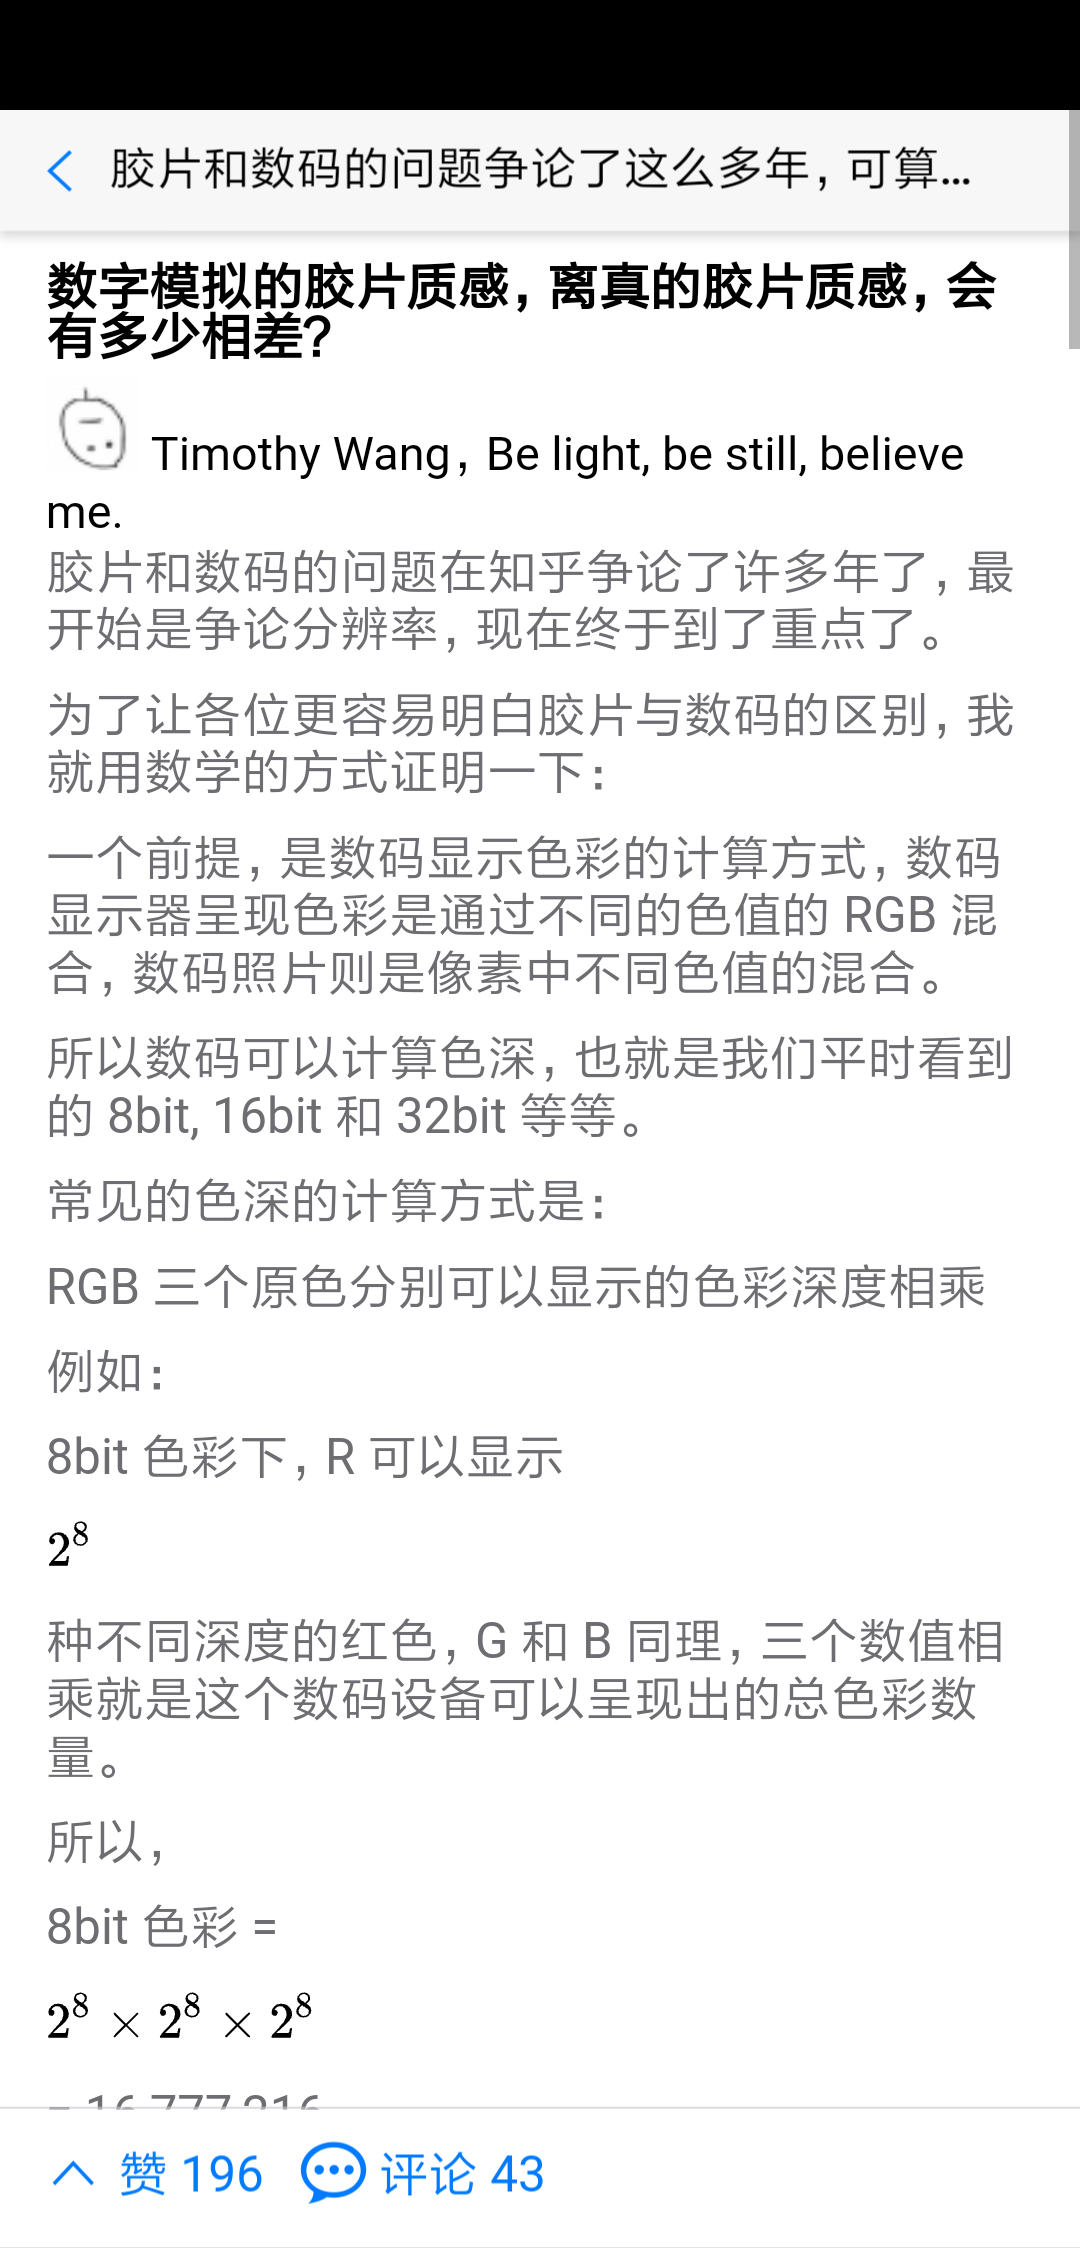 胶片和数码的问题争论了这么多年，可算...
数字模拟的胶片质感，离真的胶片质感，会
有多少相差？
Timothy Wang，Be light, be still, believe
me.
胶片和数码的问题在知乎争论了许多年了，最
开始是争论分辨率，现在终于到了重点了。
为了让各位更容易明白胶片与数码的区别，我
就用数学的方式证明一下：
一个前提，是数码显示色彩的计算方式，数码
显示器呈现色彩是通过不同的色值的 RGB 混
合，数码照片则是像素中不同色值的混合。
所以数码可以计算色深，也就是我们平时看到
的 8bit, 16bit 和 32bit 等等。
常见的色深的计算方式是：
RGB 三个原色分别可以显示的色彩深度相乘
例如：
8bit 色彩下，R 可以显示
2⁸
种不同深度的红色，G 和 B 同理，三个数值相
乘就是这个数码设备可以呈现出的总色彩数
量。
所以，
8bit 色彩 =
2⁸ × 2⁸ × 2⁸
= 16,777,216
赞 196 评论 43